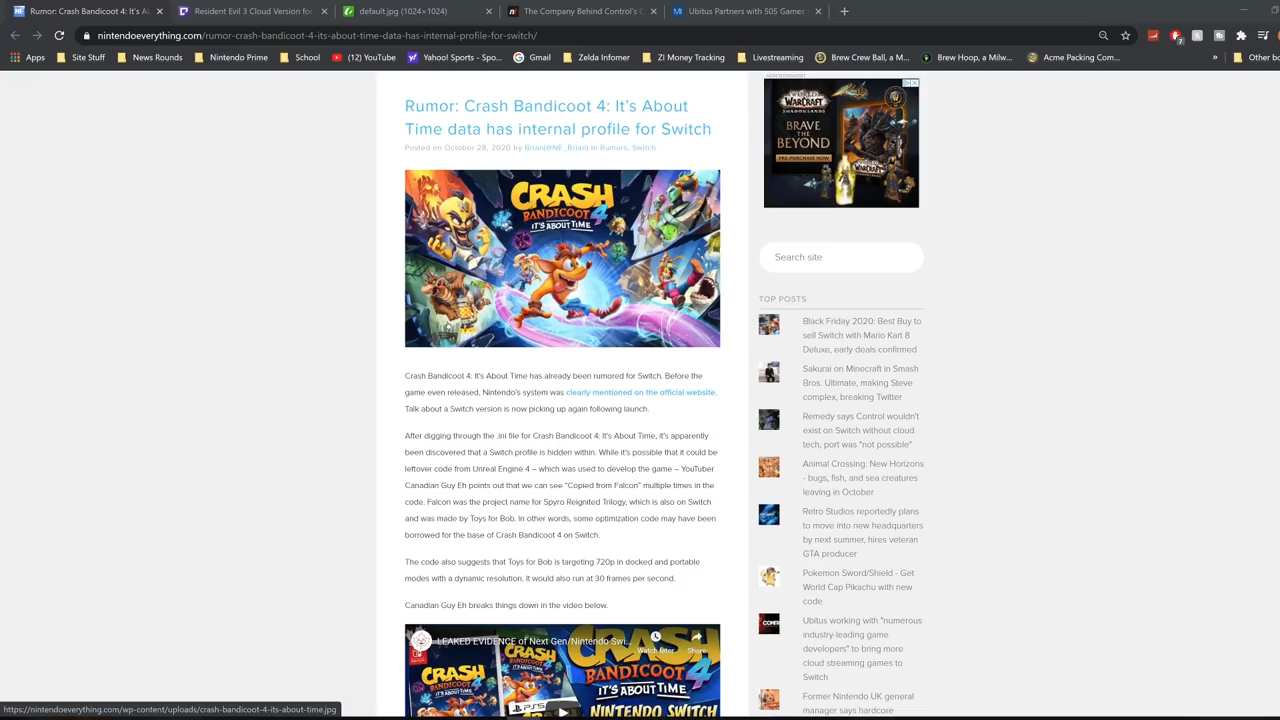 RUMOR: Crash Bandicoot 4: It's Al
Resident Evil 3 Cloud Version for
default.jpg (1024×1024)
Bringing Control Behind Control's C
Ubitus Partners with 505 Games
nintendoeverything.com/rumor-crash-bandicoot-4-its-about-time-data-has-internal-profile-for-switch/
Apps
Site Stuff
News Rounds
Nintendo Prime
School
(12) YouTube
Yahoo! Sports - Spo...
Gmail
Zelda Informer
ZI Money Tracking
Livestreaming
Brew Crew Ball, a M...
Brew Hoop, a Milw...
Acme Packing Comp...
»
Other bo
Rumor: Crash Bandicoot 4: It's About
Time data has internal profile for Switch
Posted on October 28, 2020 by Brian(@NE_Brian) in Rumors, Switch
CRASH
BANDICOOT
4
IT'S ABOUT TIME
Crash Bandicoot 4: It's About Time has already been rumored for Switch. Before the
game even released, Nintendo's system was clearly mentioned on the official website.
Talk about a Switch version is now picking up again following launch.
After digging through the .ini file for Crash Bandicoot 4: It's About Time, it's apparently
been discovered that a Switch profile is hidden within. While it's possible that it could be
leftover code from Unreal Engine 4 – which was used to develop the game – YouTuber
Canadian Guy Eh points out that we can see “Copied from Falcon” multiple times in the
code. Falcon was the project name for Spyro Reignited Trilogy, which is also on Switch
and was made by Toys for Bob. In other words, some optimization code may have been
borrowed for the base of Crash Bandicoot 4 on Switch.
The code also suggests that Toys for Bob is targeting 720p in docked and portable
modes with a dynamic resolution. It would also run at 30 frames per second.
Canadian Guy Eh breaks things down in the video below.
LEAKED EVIDENCE of Next Gen/Nintendo Swi...
Watch later
Share
CRASH
BANDICOOT
4
IT'S ABOUT TIME
PS5
NINTENDO SWITCH
ADVERTISEMENT
WORLD
WARCRAFT
SHADOWLANDS
BRAVE
THE
BEYOND
PRE-PURCHASE NOW
Search site
TOP POSTS
Black Friday 2020: Best Buy to
sell Switch with Mario Kart 8
Deluxe, early deals confirmed
Sakurai on Minecraft in Smash
Bros. Ultimate, making Steve
complex, breaking Twitter
Remedy says Control wouldn't
exist on Switch without cloud
tech, port was "not possible"
Animal Crossing: New Horizons
- bugs, fish, and sea creatures
leaving in October
Retro Studios reportedly plans
to move into new headquarters
by next summer, hires veteran
GTA producer
Pokemon Sword/Shield - Get
World Cap Pikachu with new
code
Ubitus working with "numerous
industry-leading game
developers" to bring more
cloud streaming games to
Switch
Former Nintendo UK general
manager says hardcore
https://nintendoeverything.com/wp-content/uploads/crash-bandicoot-4-its-about-time.jpg